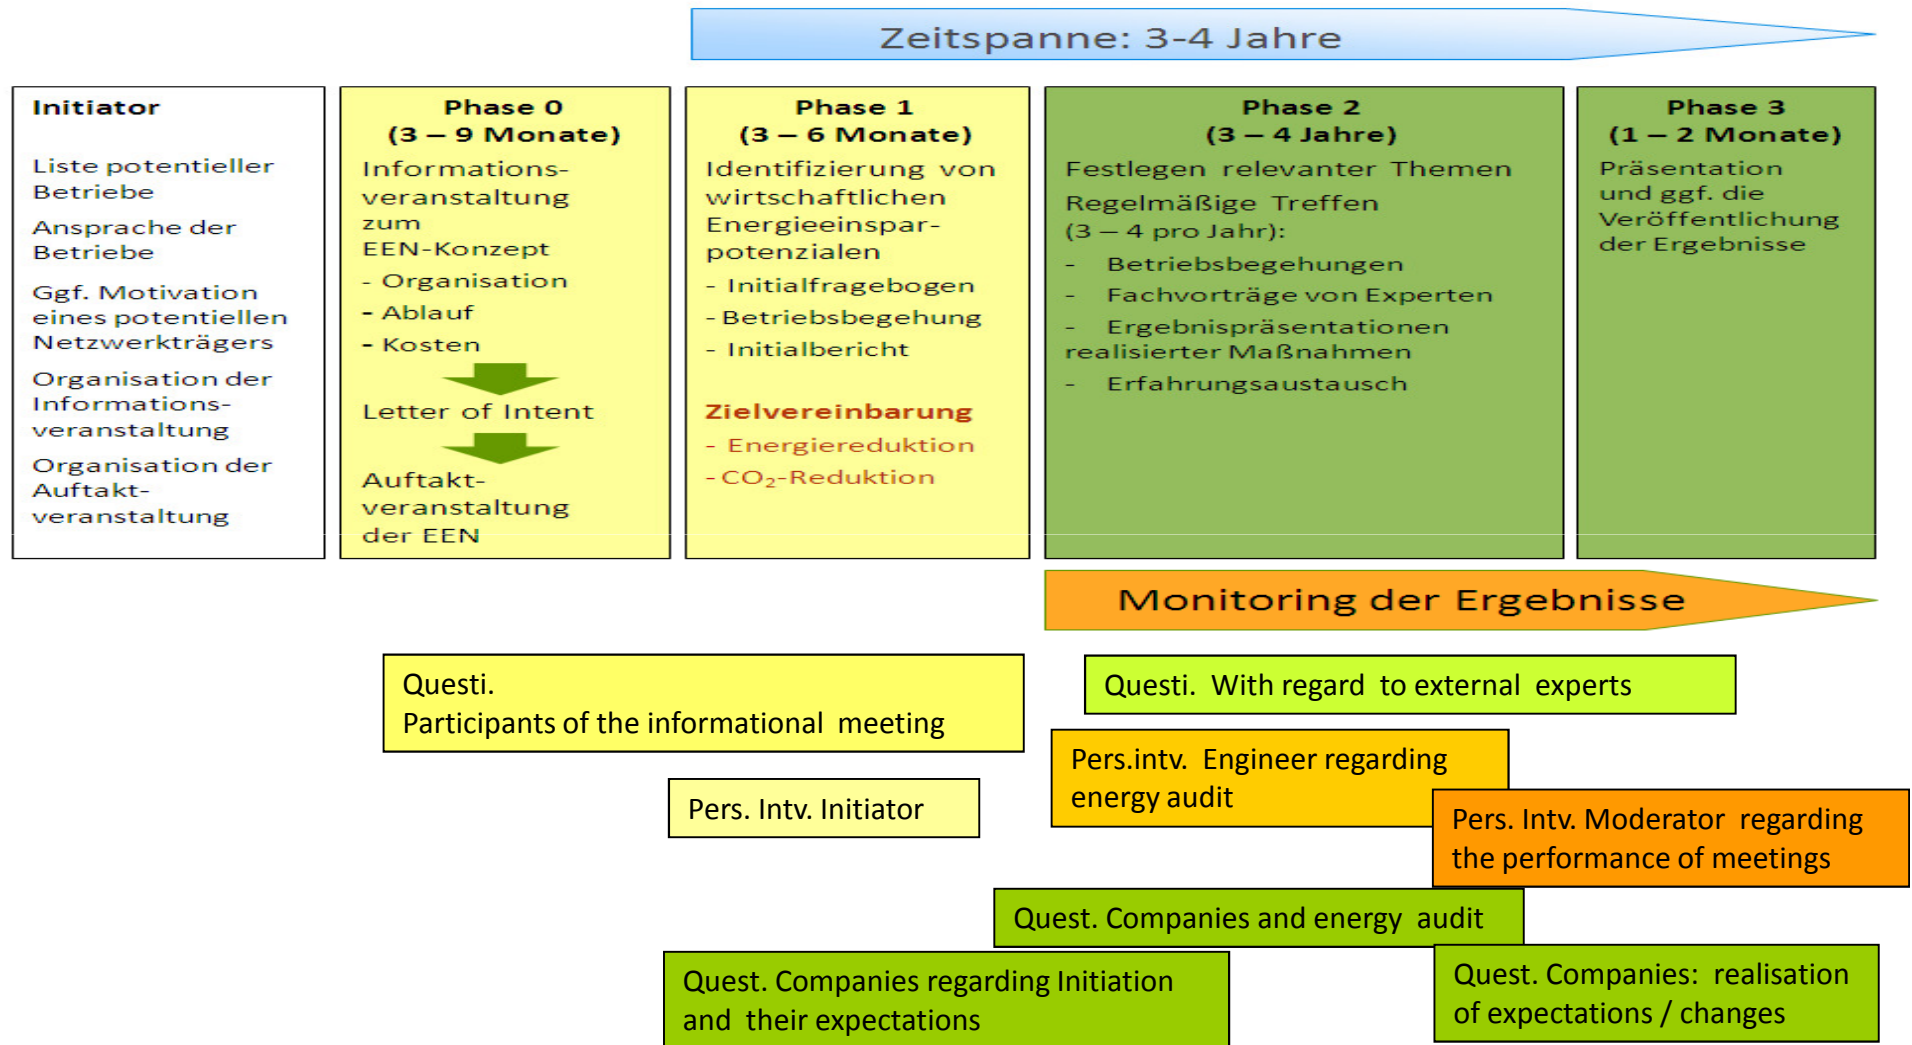 Zeitspanne: 3-4 Jahre
Initiator
Liste potentieller
Betriebe
Ansprache der
Betriebe
Ggf. Motivation
eines potentiellen
Netzwerkträgers
Organisation der
Informations-
veranstaltung
Organisation der
Auftakt-
veranstaltung
Phase 0
(3 – 9 Monate)
Informations-
veranstaltung
zum
EEN-Konzept
- Organisation
- Ablauf
- Kosten
Letter of Intent
Auftakt-
veranstaltung
der EEN
Phase 1
(3 – 6 Monate)
Identifizierung von
wirtschaftlichen
Energieeinspar-
potenzialen
- Initialfragebogen
- Betriebsbegehung
- Initialbericht
Zielvereinbarung
- Energiereduktion
- CO₂-Reduktion
Phase 2
(3 – 4 Jahre)
Festlegen relevanter Themen
Regelmäßige Treffen
(3 – 4 pro Jahr):
- Betriebsbegehungen
- Fachvorträge von Experten
- Ergebnispräsentationen
realisierter Maßnahmen
- Erfahrungsaustausch
Phase 3
(1 – 2 Monate)
Präsentation
und ggf. die
Veröffentlichung
der Ergebnisse
Monitoring der Ergebnisse
Questi.
Participants of the informational meeting
Questi. With regard to external experts
Pers.intv. Engineer regarding
energy audit
Pers. Intv. Initiator
Pers. Intv. Moderator regarding
the performance of meetings
Quest. Companies and energy audit
Quest. Companies regarding Initiation
and their expectations
Quest. Companies: realisation
of expectations / changes